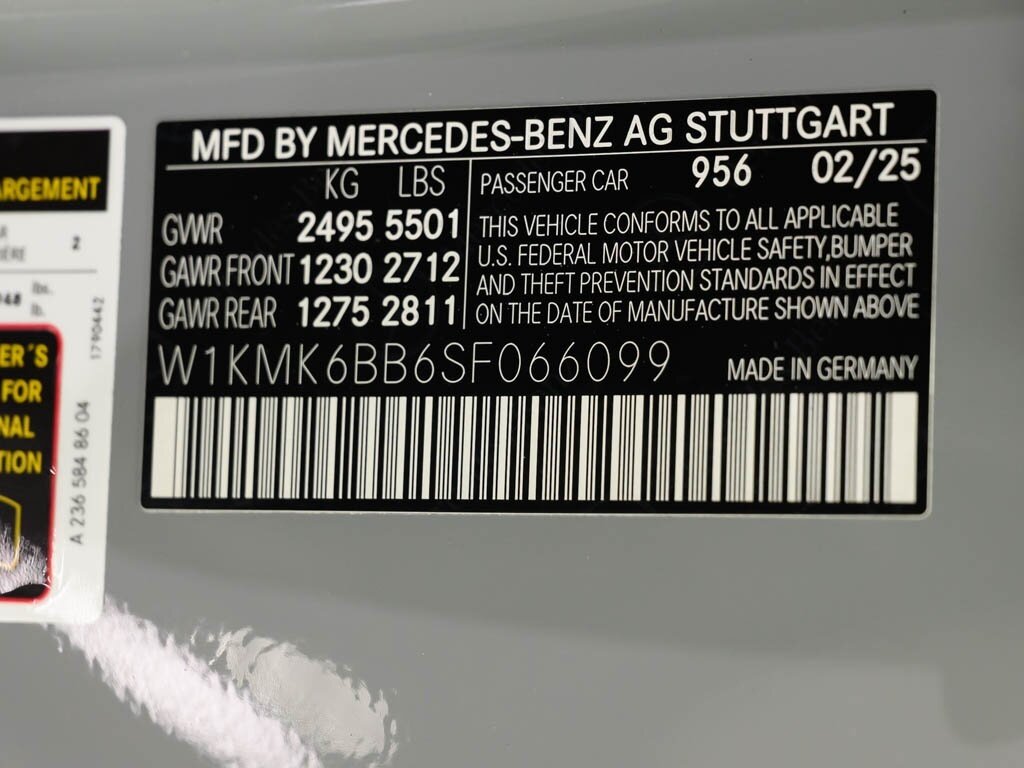 MFD BY MERCEDES-BENZ AG STUTTGART
KG LBS
PASSENGER CAR 956 02/25
GVWR 2495 5501
GAWR FRONT 1230 2712
GAWR REAR 1275 2811
THIS VEHICLE CONFORMS TO ALL APPLICABLE
U.S. FEDERAL MOTOR VEHICLE SAFETY,BUMPER
AND THEFT PREVENTION STANDARDS IN EFFECT
ON THE DATE OF MANUFACTURE SHOWN ABOVE
W1KMK6BB6SF066099
MADE IN GERMANY
ARGEMENT
2
lbs.
lb.
1790442
ER´S
FOR
NAL
TION
A 236 584 86 04